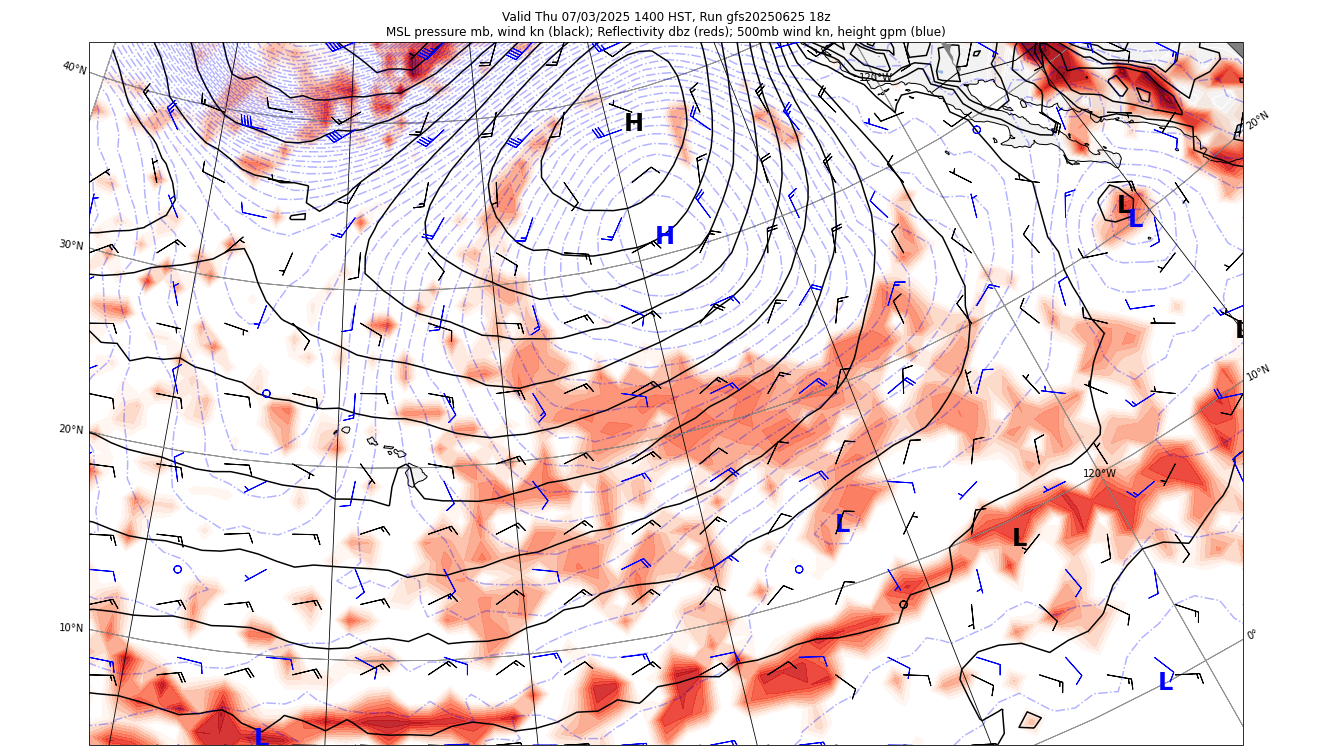 Valid Thu 07/03/2025 1400 HST, Run gfs20250625 18z
MSL pressure mb, wind kn (black); Reflectivity dbz (reds); 500mb wind kn, height gpm (blue)
40°N
120°W
20°N
H
L
L
30°N
H
L
10°N
20°N
120°W
L
L
10°N
0°
L
L